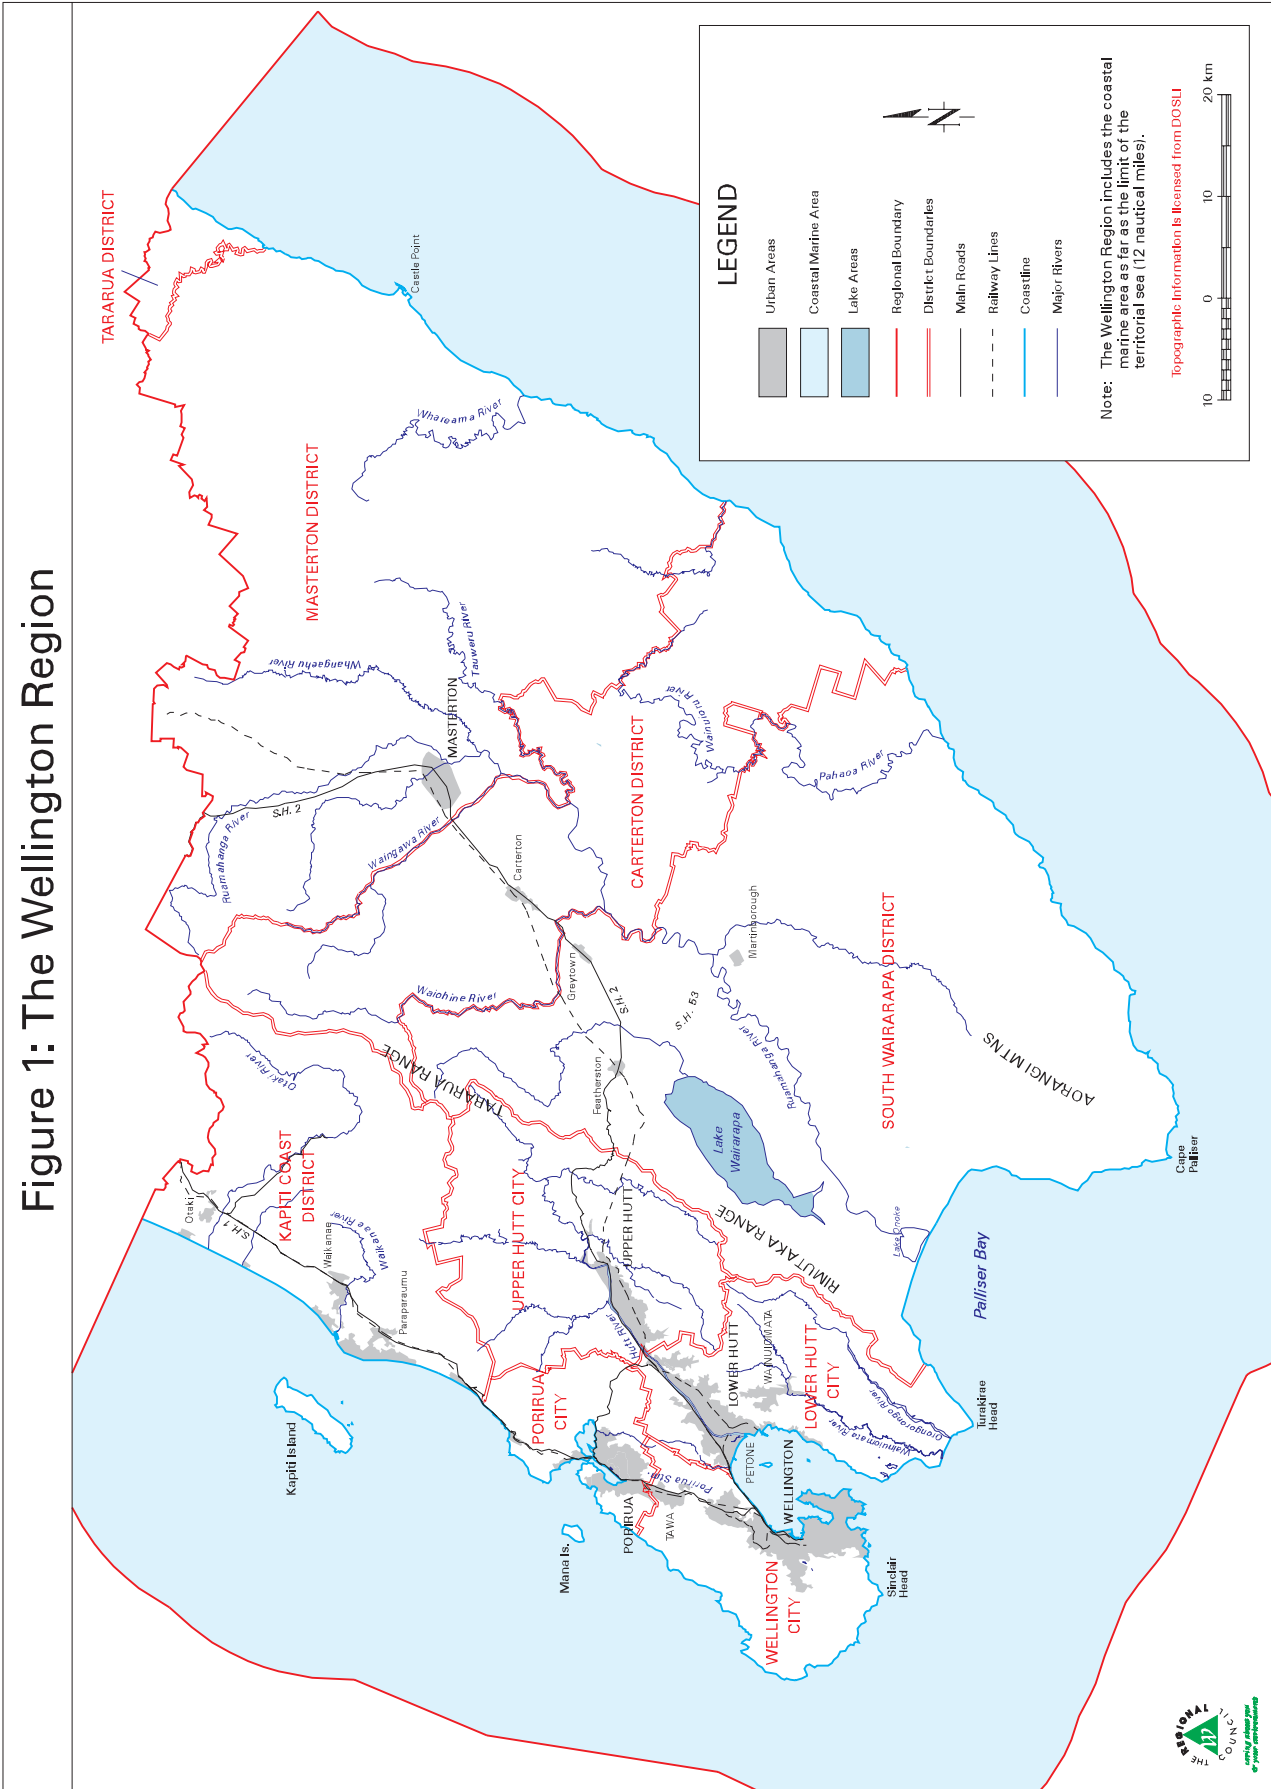 Figure 1: The Wellington Region
TARARUA DISTRICT
Castle Point
Whareama River
MASTERTON DISTRICT
Whangaehu River
Tauweru River
MASTERTON
Ruamahanga River
S.H. 2
Waingawa River
Carterton
CARTERTON DISTRICT
Wainuioru River
Pahaoa River
Waiohine River
Greytown
S.H. 2
S.H. 53
Martinborough
SOUTH WAIRARAPA DISTRICT
Ruamahanga River
AORANGI MTNS
Otaki River
TARARUA RANGE
Featherston
Lake
Wairarapa
Cape
Palliser
Otaki
S.H. 1
KAPITI COAST
DISTRICT
Waikanae
Waikanae River
Paraparaumu
UPPER HUTT CITY
UPPER HUTT
RIMUTAKA RANGE
Lake Onoke
Palliser Bay
Kapiti Island
PORIRUA
CITY
Hutt River
LOWER HUTT
WAINUIOMATA
LOWER HUTT
CITY
Orongorongo River
Wainuiomata River
Turakirae
Head
Mana Is.
PORIRUA
Porirua Stm.
TAWA
PETONE
WELLINGTON
WELLINGTON
CITY
Sinclair
Head
LEGEND
Urban Areas
Coastal Marine Area
Lake Areas
Regional Boundary
District Boundaries
Main Roads
Railway Lines
Coastline
Major Rivers
Note: The Wellington Region includes the coastal
marine area as far as the limit of the
territorial sea (12 nautical miles).
Topographic Information is licensed from DOSLI
10 0 10 20 km
THE REGIONAL
COUNCIL
caring about you
& your environment